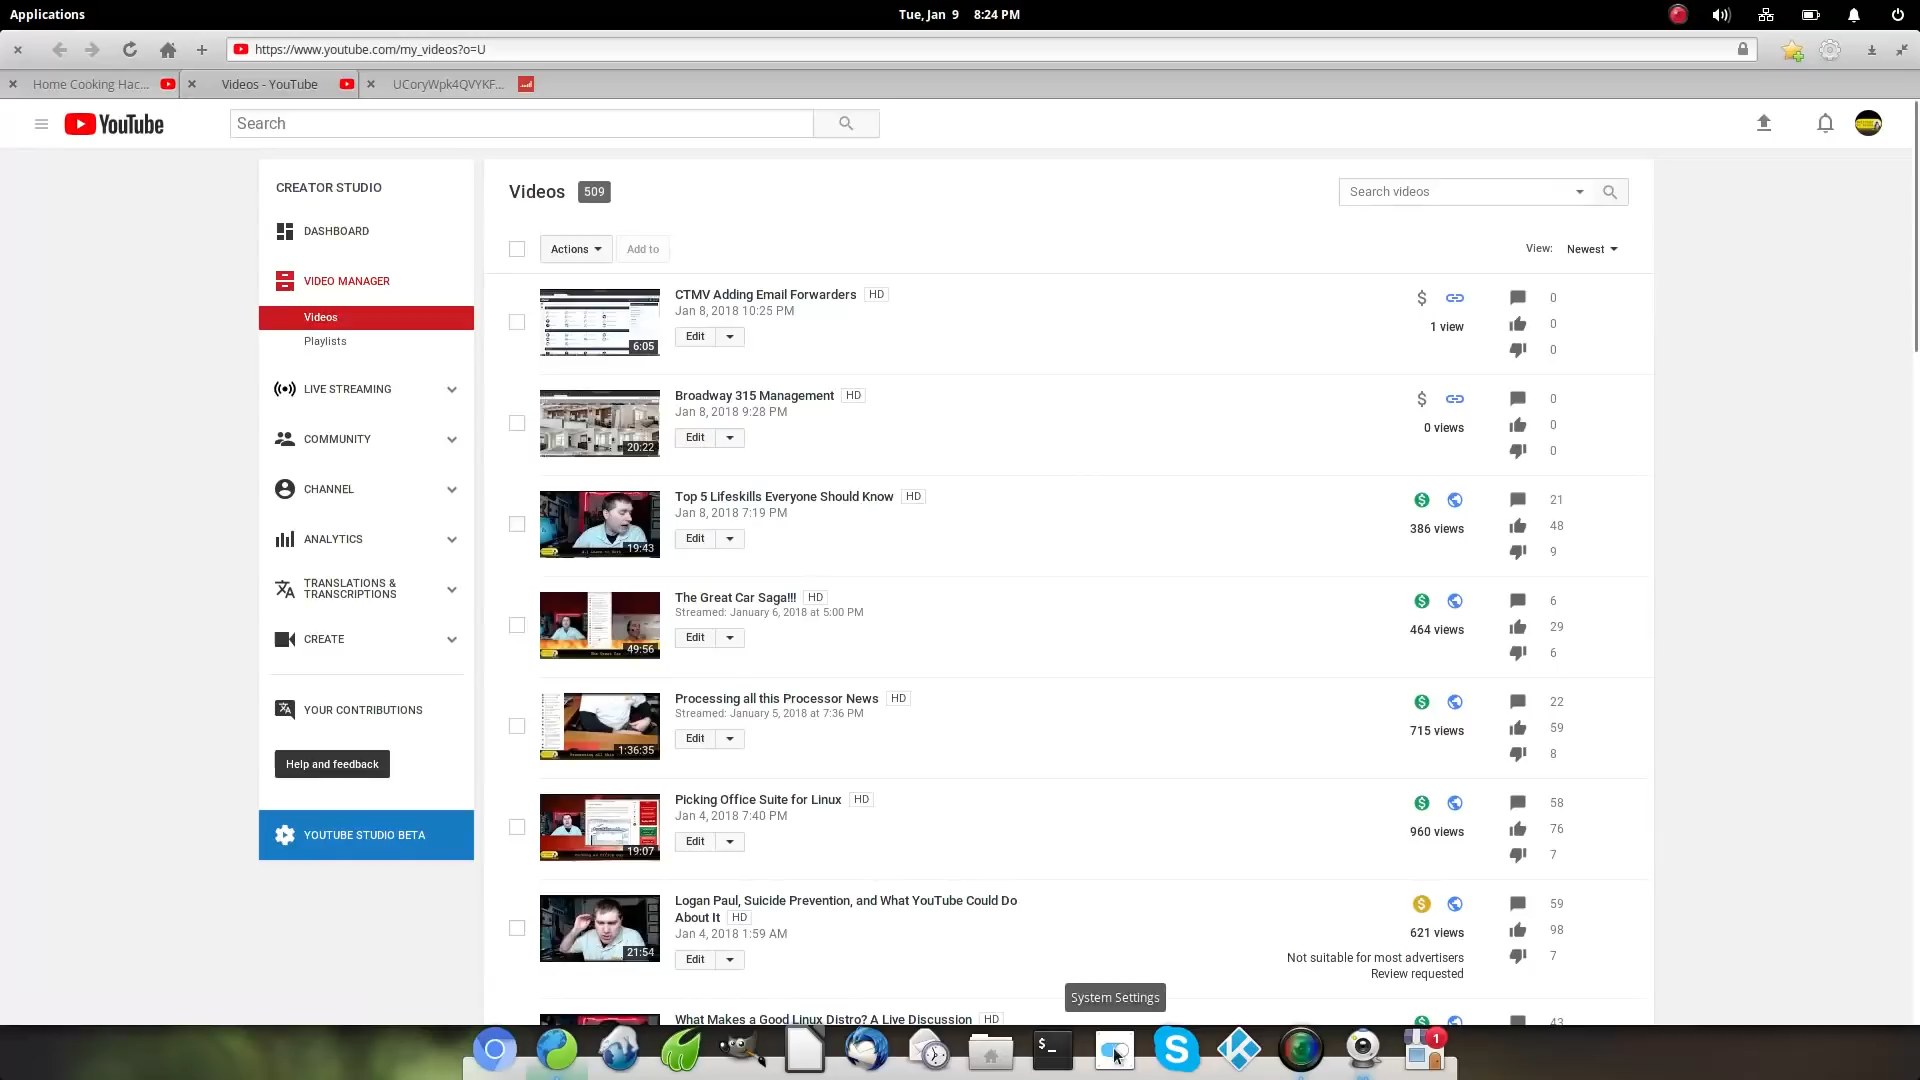 Applications
Tue, Jan 9 8:24 PM
https://www.youtube.com/my_videos?o=U
Home Cooking Hac...
Videos - YouTube
UCoryWpk4QVYKF...
YouTube
Search
CREATOR STUDIO
DASHBOARD
VIDEO MANAGER
Videos
Playlists
LIVE STREAMING
COMMUNITY
CHANNEL
ANALYTICS
TRANSLATIONS &
TRANSCRIPTIONS
CREATE
YOUR CONTRIBUTIONS
Help and feedback
YOUTUBE STUDIO BETA
Videos 509
Search videos
Actions
Add to
View: Newest
CTMV Adding Email Forwarders HD
Jan 8, 2018 10:25 PM
Edit
6:05
1 view
0
0
0
Broadway 315 Management HD
Jan 8, 2018 9:28 PM
Edit
20:22
0 views
0
0
0
Top 5 Lifeskills Everyone Should Know HD
Jan 8, 2018 7:19 PM
Edit
19:43
386 views
21
48
9
The Great Car Saga!!! HD
Streamed: January 6, 2018 at 5:00 PM
Edit
49:56
464 views
6
29
6
Processing all this Processor News HD
Streamed: January 5, 2018 at 7:36 PM
Edit
1:36:35
715 views
22
59
8
Picking Office Suite for Linux HD
Jan 4, 2018 7:40 PM
Edit
19:07
960 views
58
76
7
Logan Paul, Suicide Prevention, and What YouTube Could Do
About It HD
Jan 4, 2018 1:59 AM
Edit
21:54
621 views
Not suitable for most advertisers
Review requested
59
98
7
System Settings
What Makes a Good Linux Distro? A Live Discussion HD
43
1